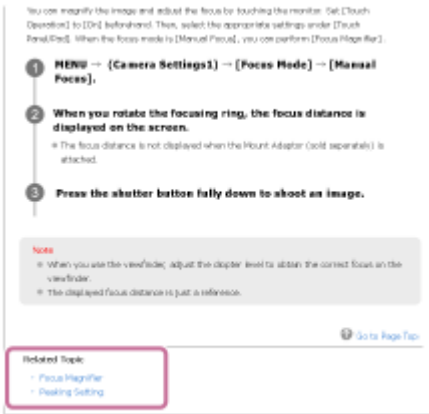 You can magnify the image and adjust the focus by touching the monitor. Set [Touch
Operation] to [On] beforehand. Then, select the appropriate settings under [Touch
Panel/Pad]. When the focus mode is [Manual Focus], you can perform [Focus Magnifier].
1 MENU → (Camera Settings1) → [Focus Mode] → [Manual
Focus].
2 When you rotate the focusing ring, the focus distance is
displayed on the screen.
The focus distance is not displayed when the Mount Adaptor (sold separately) is
attached.
3 Press the shutter button fully down to shoot an image.
Note
When you use the viewfinder, adjust the diopter level to obtain the correct focus on the
viewfinder.
The displayed focus distance is just a reference.
Go to Page Top
Related Topic
Focus Magnifier
Peaking Setting